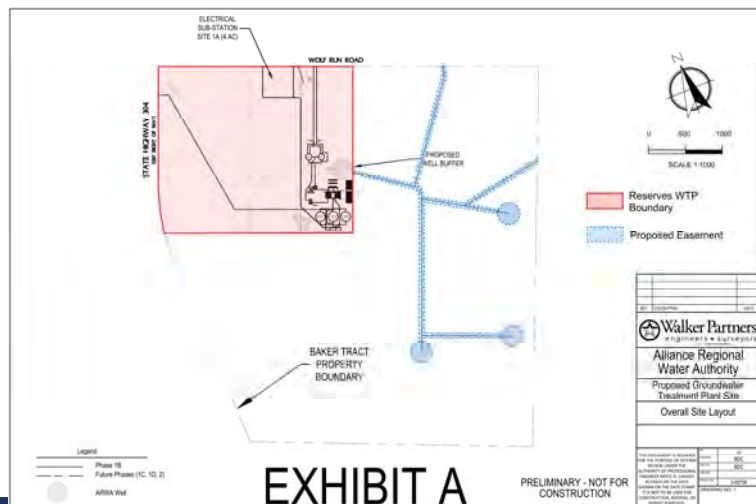 ELECTRICAL
SUB-STATION
SITE 1A (4 AC)
WOLF RUN ROAD
STATE HIGHWAY 304
PROPOSED
WELL BUFFER
N
0 500 1000
SCALE 1:1000
Reserves WTP
Boundary
Proposed Easement
BAKER TRACT
PROPERTY
BOUNDARY
Walker Partners
engineers surveyors
Alliance Regional
Water Authority
Proposed Groundwater
Treatment Plant Site
Overall Site Layout
Legend
Phase 1B
Future Phases (1C, 1D, 2)
ARWA Well
EXHIBIT A
PRELIMINARY - NOT FOR
CONSTRUCTION